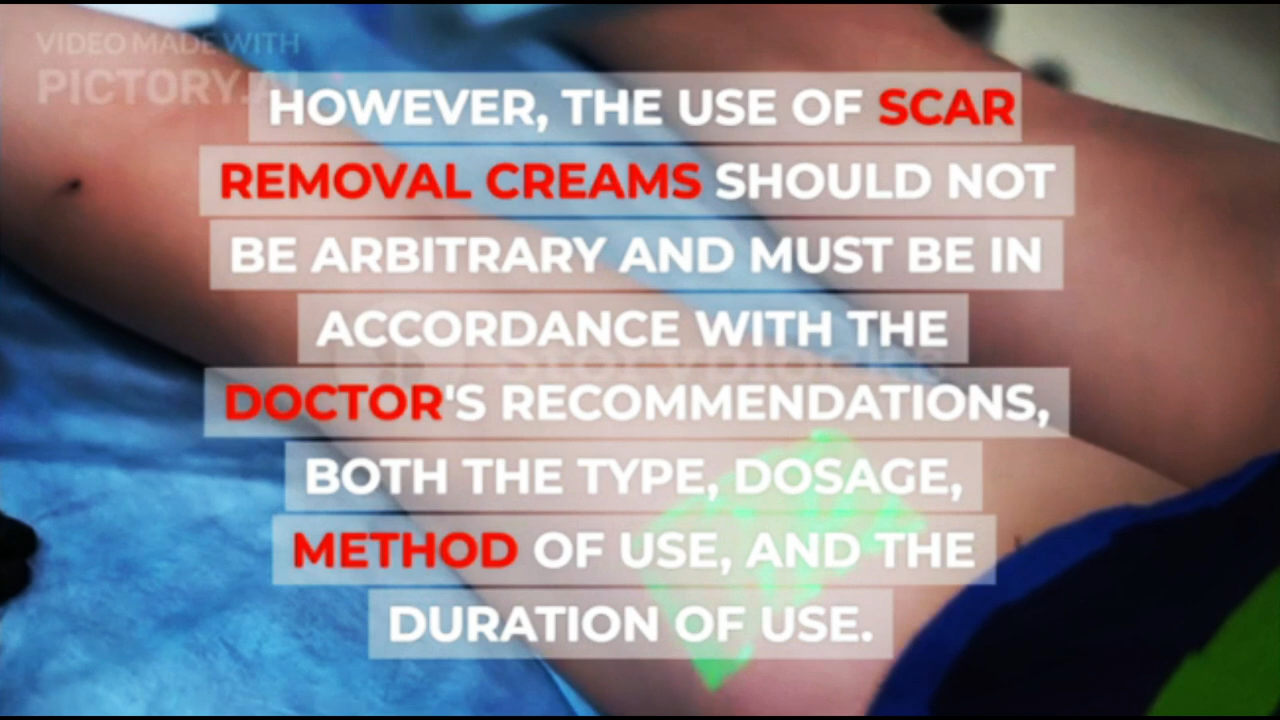 VIDEO MADE WITH
PICTORY.AI
HOWEVER, THE USE OF SCAR
REMOVAL CREAMS SHOULD NOT
BE ARBITRARY AND MUST BE IN
ACCORDANCE WITH THE
Storyblocks
DOCTOR'S RECOMMENDATIONS,
BOTH THE TYPE, DOSAGE,
METHOD OF USE, AND THE
DURATION OF USE.